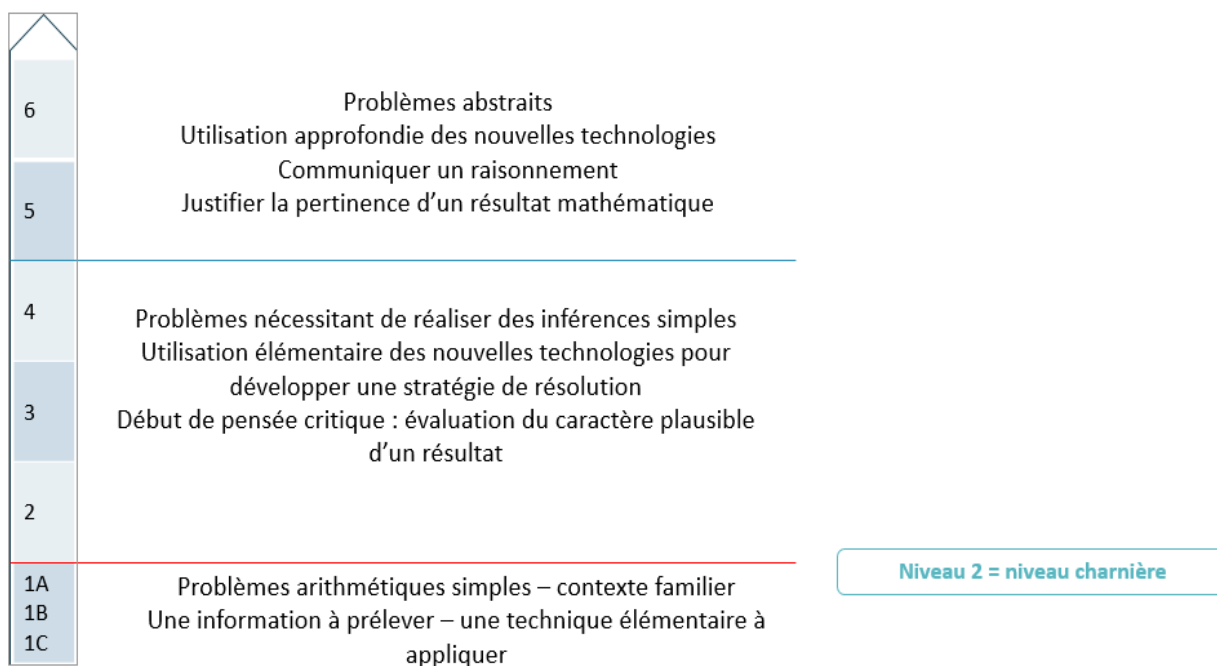 6
Problèmes abstraits
Utilisation approfondie des nouvelles technologies
Communiquer un raisonnement
5
Justifier la pertinence d’un résultat mathématique
4
Problèmes nécessitant de réaliser des inférences simples
Utilisation élémentaire des nouvelles technologies pour
développer une stratégie de résolution
3
Début de pensée critique : évaluation du caractère plausible
d’un résultat
2
Niveau 2 = niveau charnière
1A
Problèmes arithmétiques simples – contexte familier
1B
Une information à prélever – une technique élémentaire à
1C
appliquer